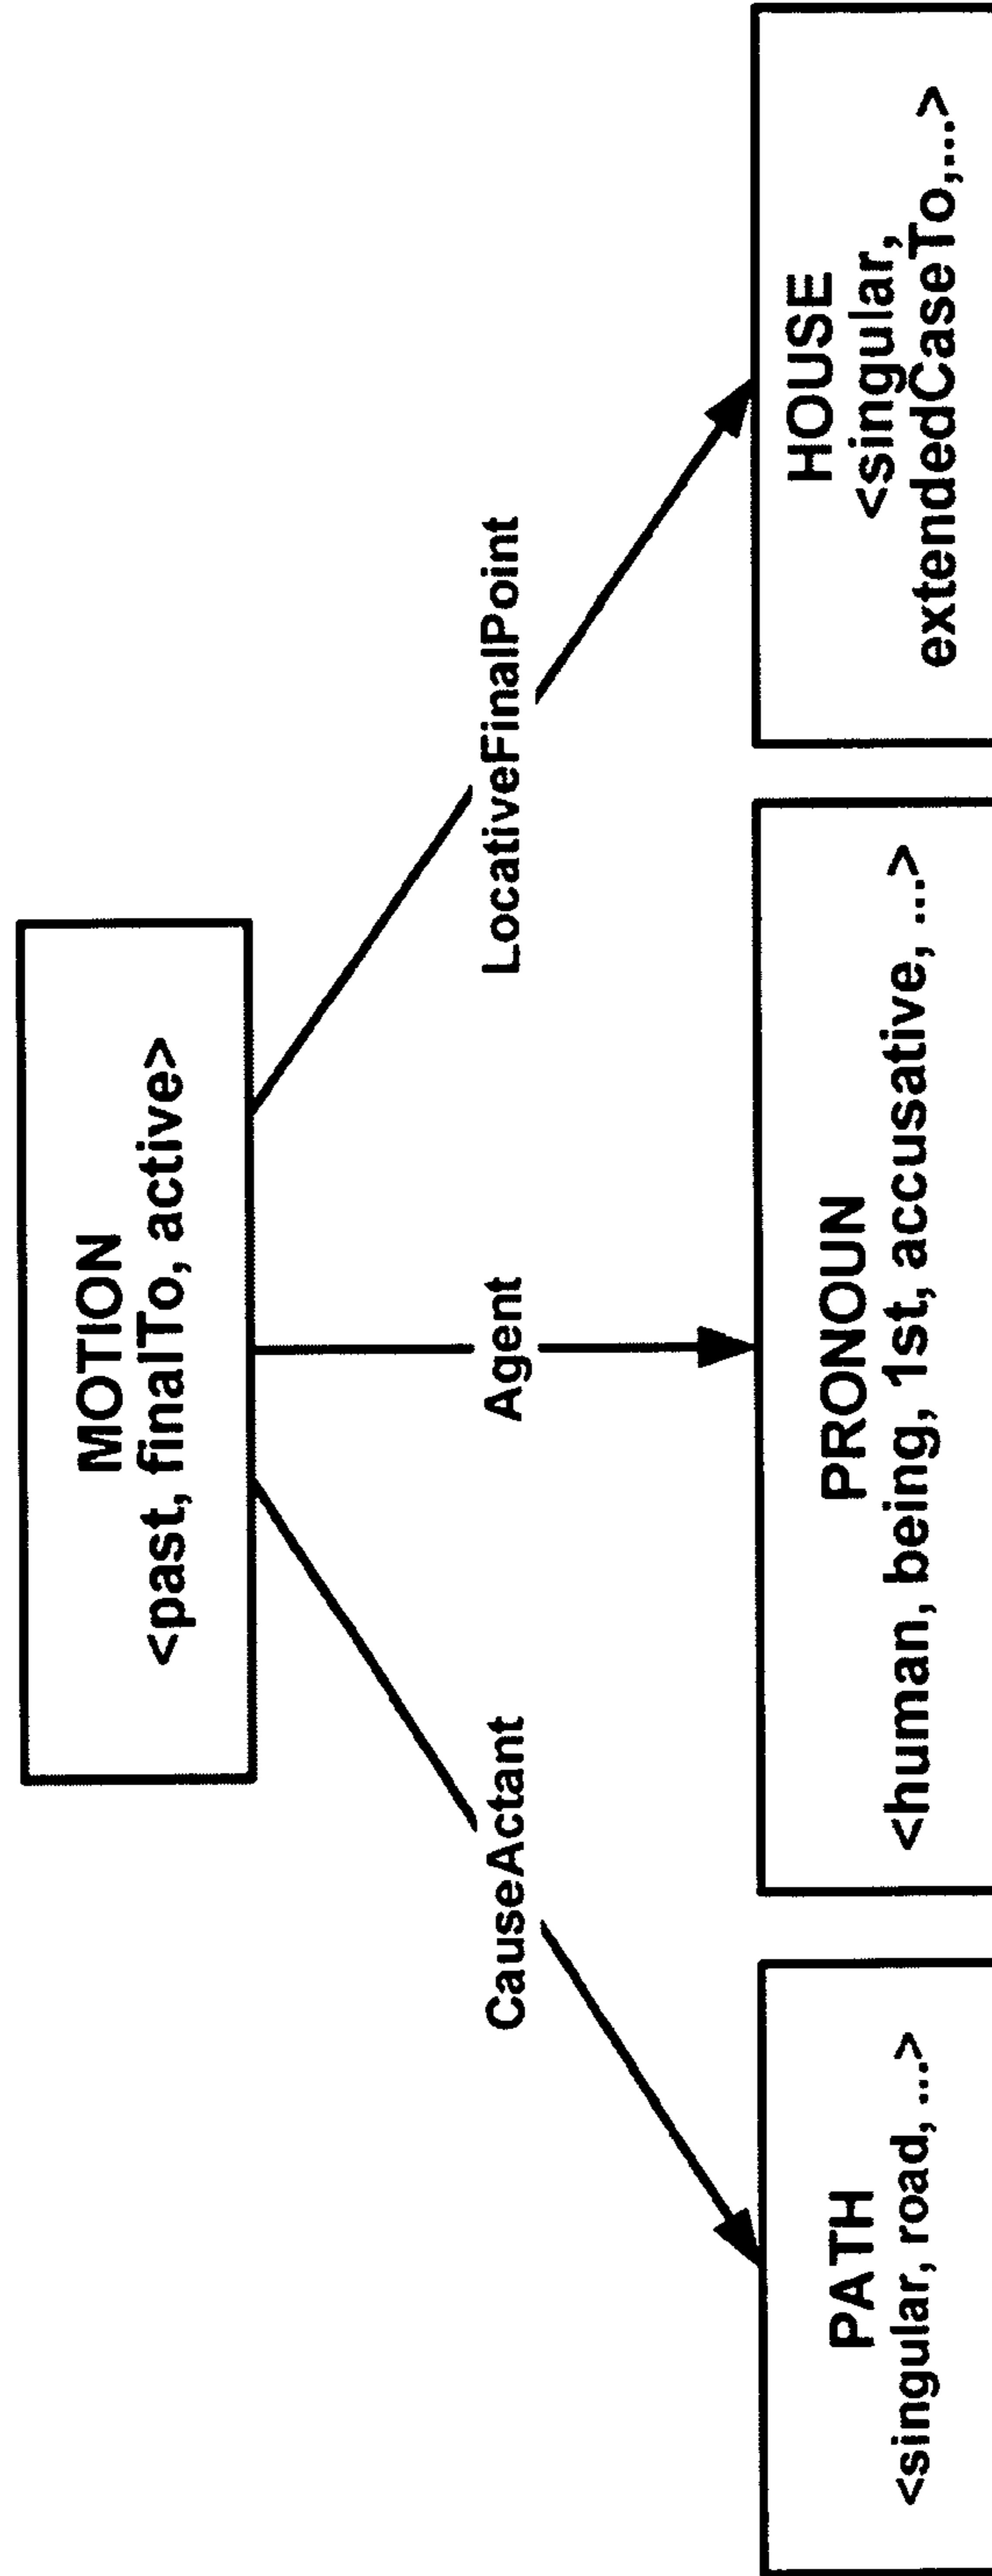 MOTION
<past, finalTo, active>
CauseActant
Agent
LocativeFinalPoint
PATH
<singular, road, ...>
PRONOUN
<human, being, 1st, accusative, ...>
HOUSE
<singular,
extendedCaseTo,...>